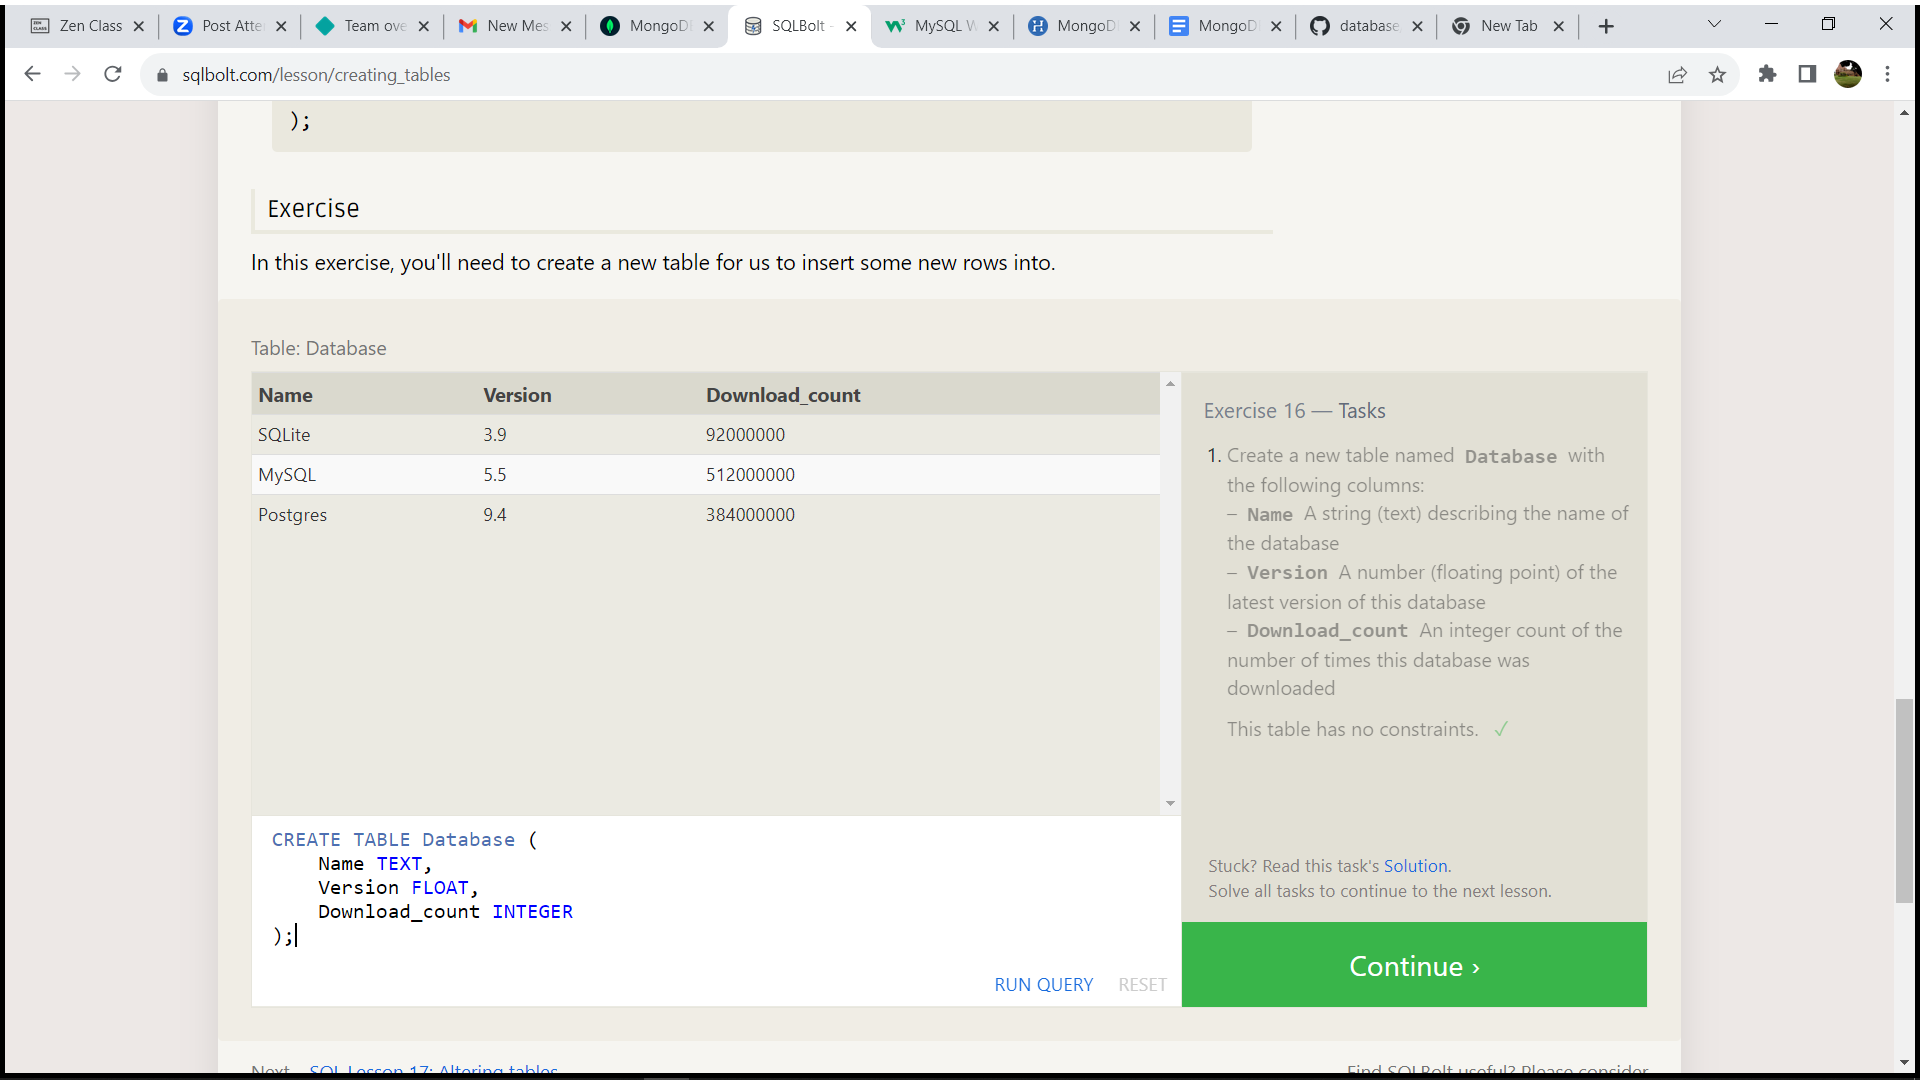 Zen Class
Post Atte
Team ove
New Mes
MongoD
SQLBolt -
MySQL W
MongoD
MongoD
database
New Tab
sqlbolt.com/lesson/creating_tables
);
Exercise
In this exercise, you'll need to create a new table for us to insert some new rows into.
Table: Database
Name Version Download_count
SQLite 3.9 92000000
MySQL 5.5 512000000
Postgres 9.4 384000000
Exercise 16 — Tasks
1. Create a new table named Database with
the following columns:
– Name A string (text) describing the name of
the database
– Version A number (floating point) of the
latest version of this database
– Download_count An integer count of the
number of times this database was
downloaded
This table has no constraints. ✓
CREATE TABLE Database (
Name TEXT,
Version FLOAT,
Download_count INTEGER
);
RUN QUERY RESET
Stuck? Read this task's Solution.
Solve all tasks to continue to the next lesson.
Continue ›
Next – SQL Lesson 17: Altering tables
Find SQLBolt useful? Please consider